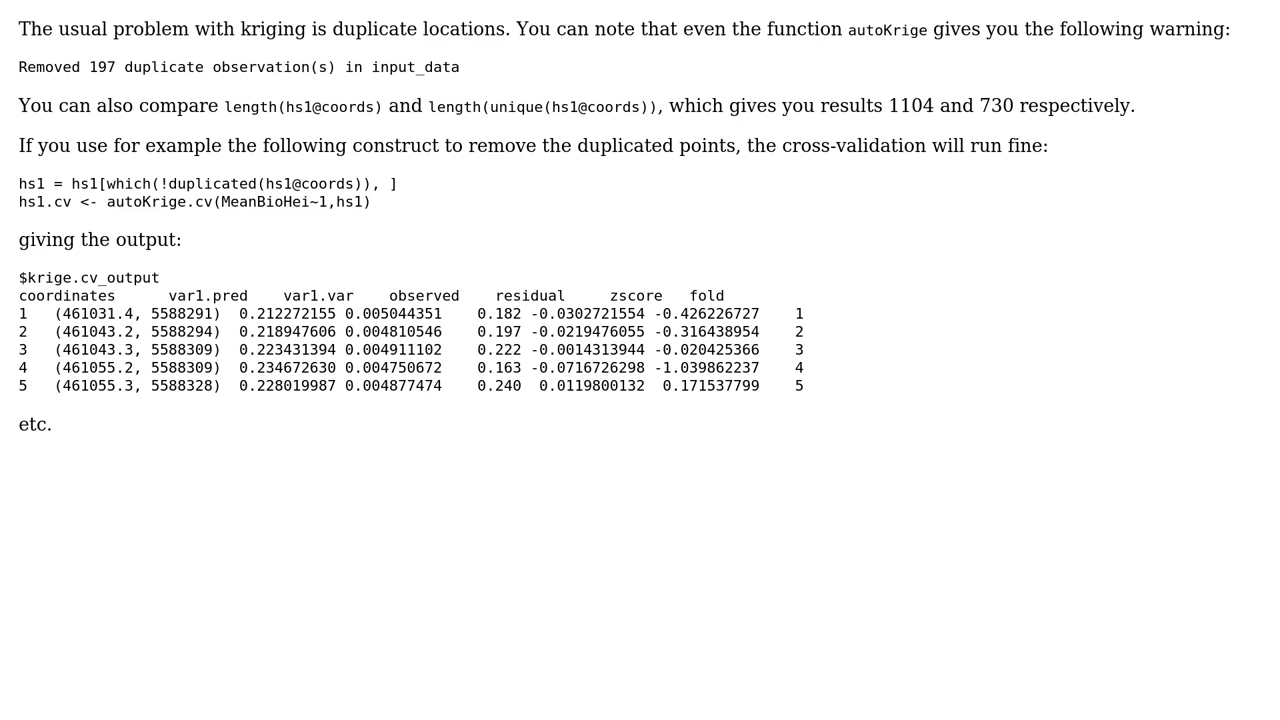 The usual problem with kriging is duplicate locations. You can note that even the function autoKrige gives you the following warning:
Removed 197 duplicate observation(s) in input_data
You can also compare length(hs1@coords) and length(unique(hs1@coords)), which gives you results 1104 and 730 respectively.
If you use for example the following construct to remove the duplicated points, the cross-validation will run fine:
hs1 = hs1[which(!duplicated(hs1@coords)), ]
hs1.cv <- autoKrige.cv(MeanBioHei~1,hs1)
giving the output:
$krige.cv_output
coordinates      var1.pred    var1.var    observed    residual     zscore   fold
1   (461031.4, 5588291)  0.212272155 0.005044351    0.182 -0.0302721554 -0.426226727    1
2   (461043.2, 5588294)  0.218947606 0.004810546    0.197 -0.0219476055 -0.316438954    2
3   (461043.3, 5588309)  0.223431394 0.004911102    0.222 -0.0014313944 -0.020425366    3
4   (461055.2, 5588309)  0.234672630 0.004750672    0.163 -0.0716726298 -1.039862237    4
5   (461055.3, 5588328)  0.228019987 0.004877474    0.240  0.0119800132  0.171537799    5
etc.